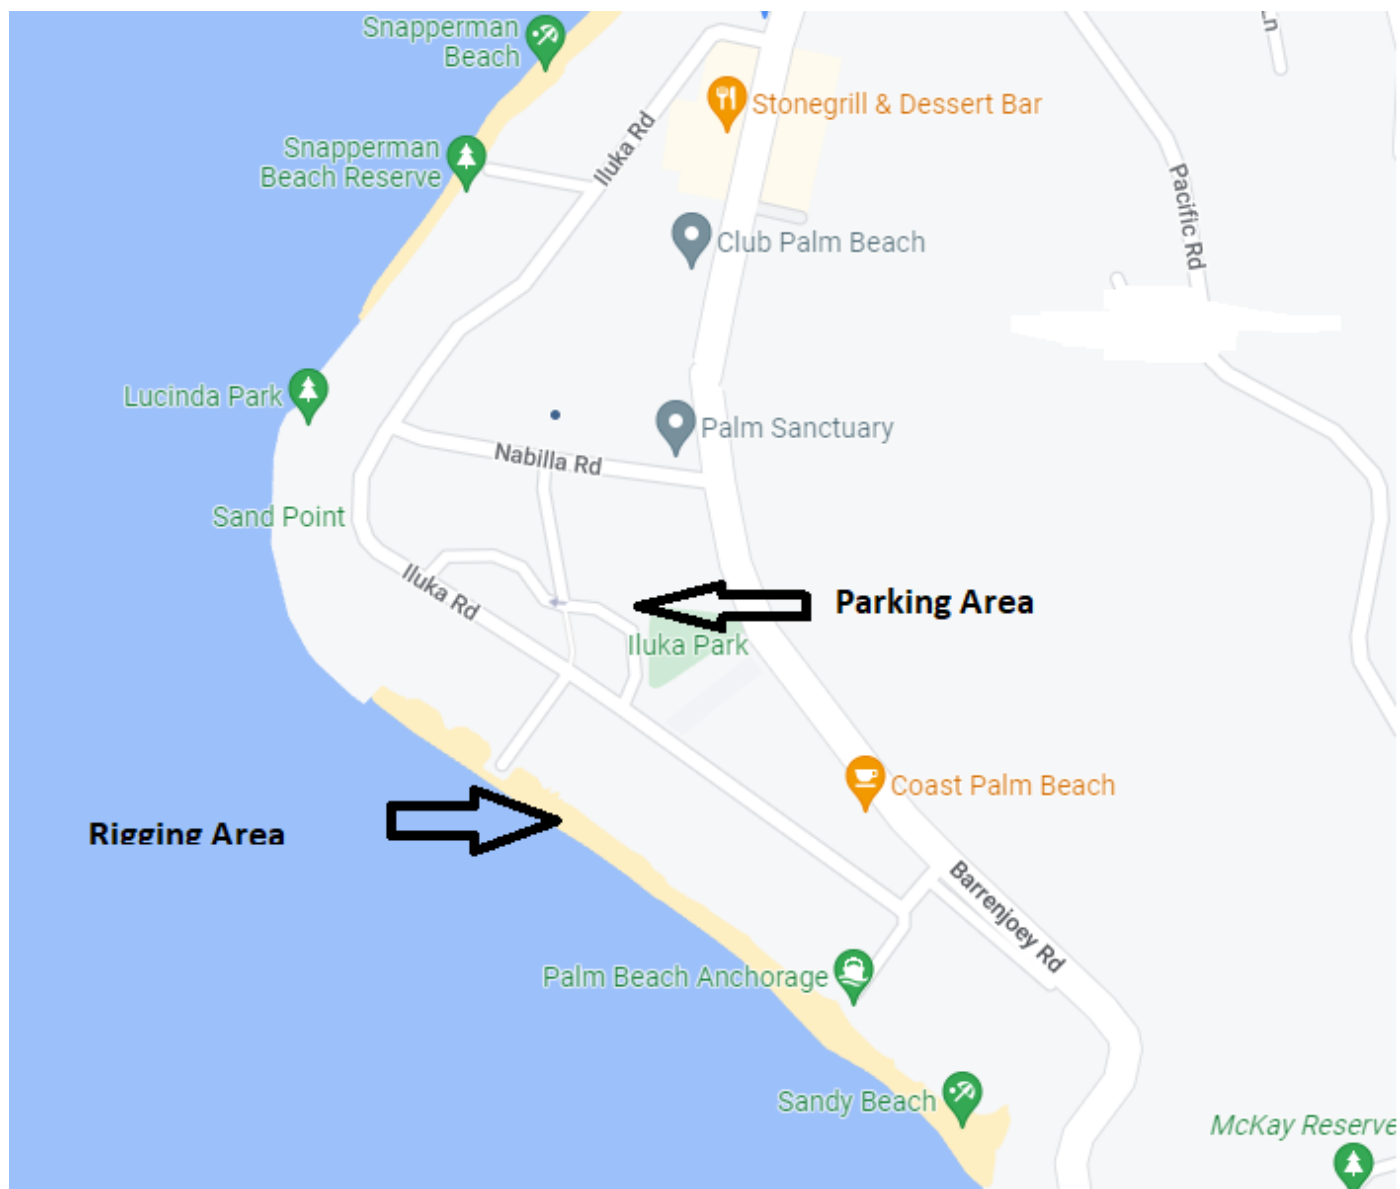 Snapperman
Beach
Ln
Stonegrill & Dessert Bar
Iluka Rd
Snapperman
Beach Reserve
Pacific Rd
Club Palm Beach
Lucinda Park
Palm Sanctuary
Nabilla Rd
Sand Point
Iluka Rd
Parking Area
Iluka Park
Coast Palm Beach
Rigging Area
Barrenjoey Rd
Palm Beach Anchorage
Sandy Beach
McKay Reserve